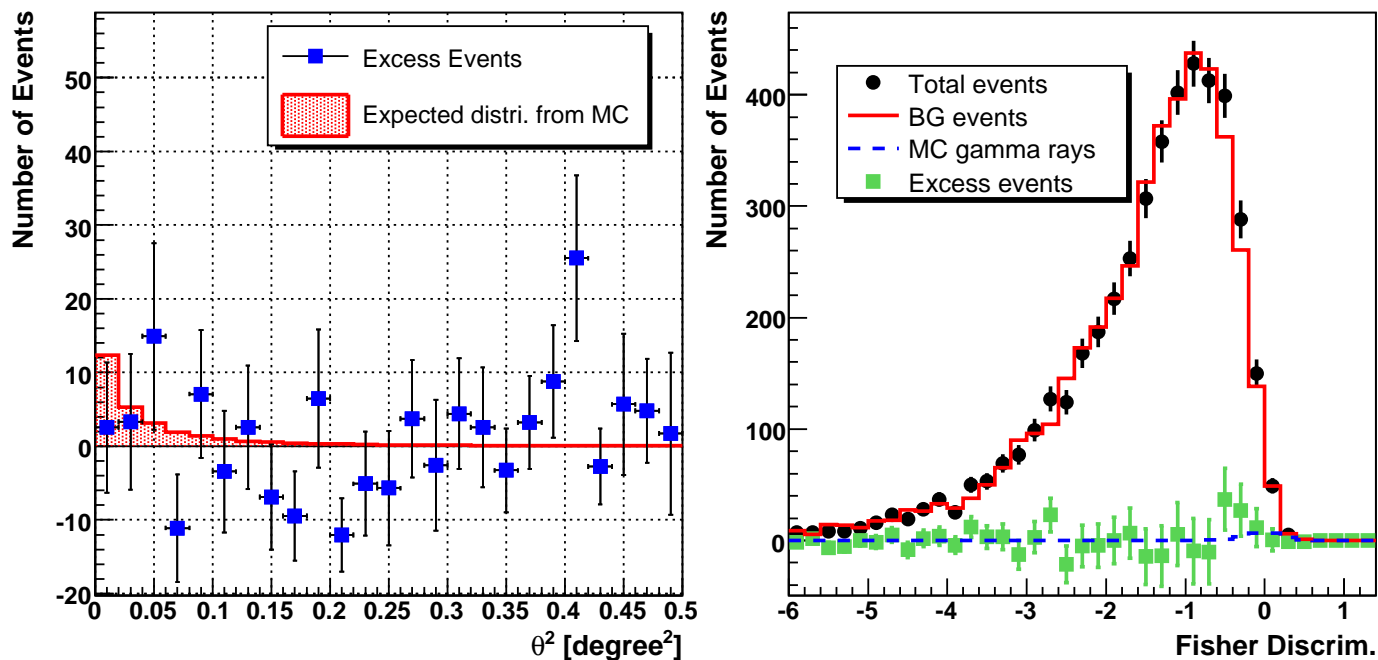 Number of Events
50
40
30
20
10
0
-10
-20
Excess Events
Expected distri. from MC
0 0.05 0.1 0.15 0.2 0.25 0.3 0.35 0.4 0.45 0.5
θ² [degree²]
Number of Events
400
300
200
100
0
Total events
BG events
MC gamma rays
Excess events
-6 -5 -4 -3 -2 -1 0 1
Fisher Discrim.